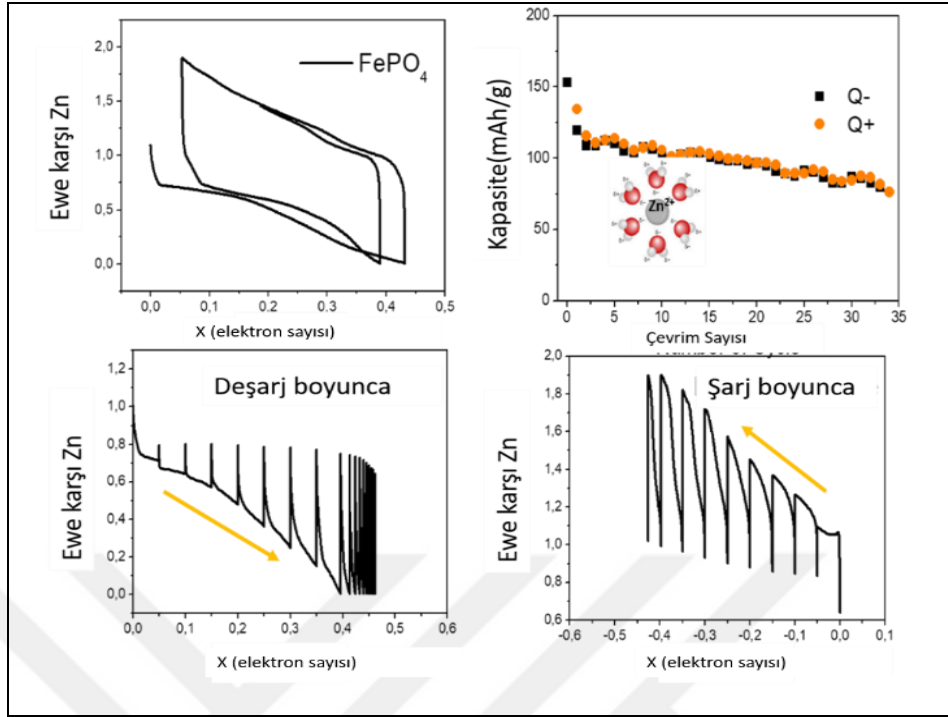 FePO4
Ewe karşı Zn
2,0
1,5
1,0
0,5
0,0
0,0 0,1 0,2 0,3 0,4 0,5
X (elektron sayısı)
Kapasite(mAh/g)
200
150
100
50
0
Q-
Q+
Zn2+
0 5 10 15 20 25 30 35
Çevrim Sayısı
Deşarj boyunca
Ewe karşı Zn
1,2
1,0
0,8
0,6
0,4
0,2
0,0
0,0 0,1 0,2 0,3 0,4 0,5 0,6
X (elektron sayısı)
Şarj boyunca
Ewe karşı Zn
2,0
1,8
1,6
1,4
1,2
1,0
0,8
0,6
-0,6 -0,5 -0,4 -0,3 -0,2 -0,1 0,0 0,1
X (elektron sayısı)